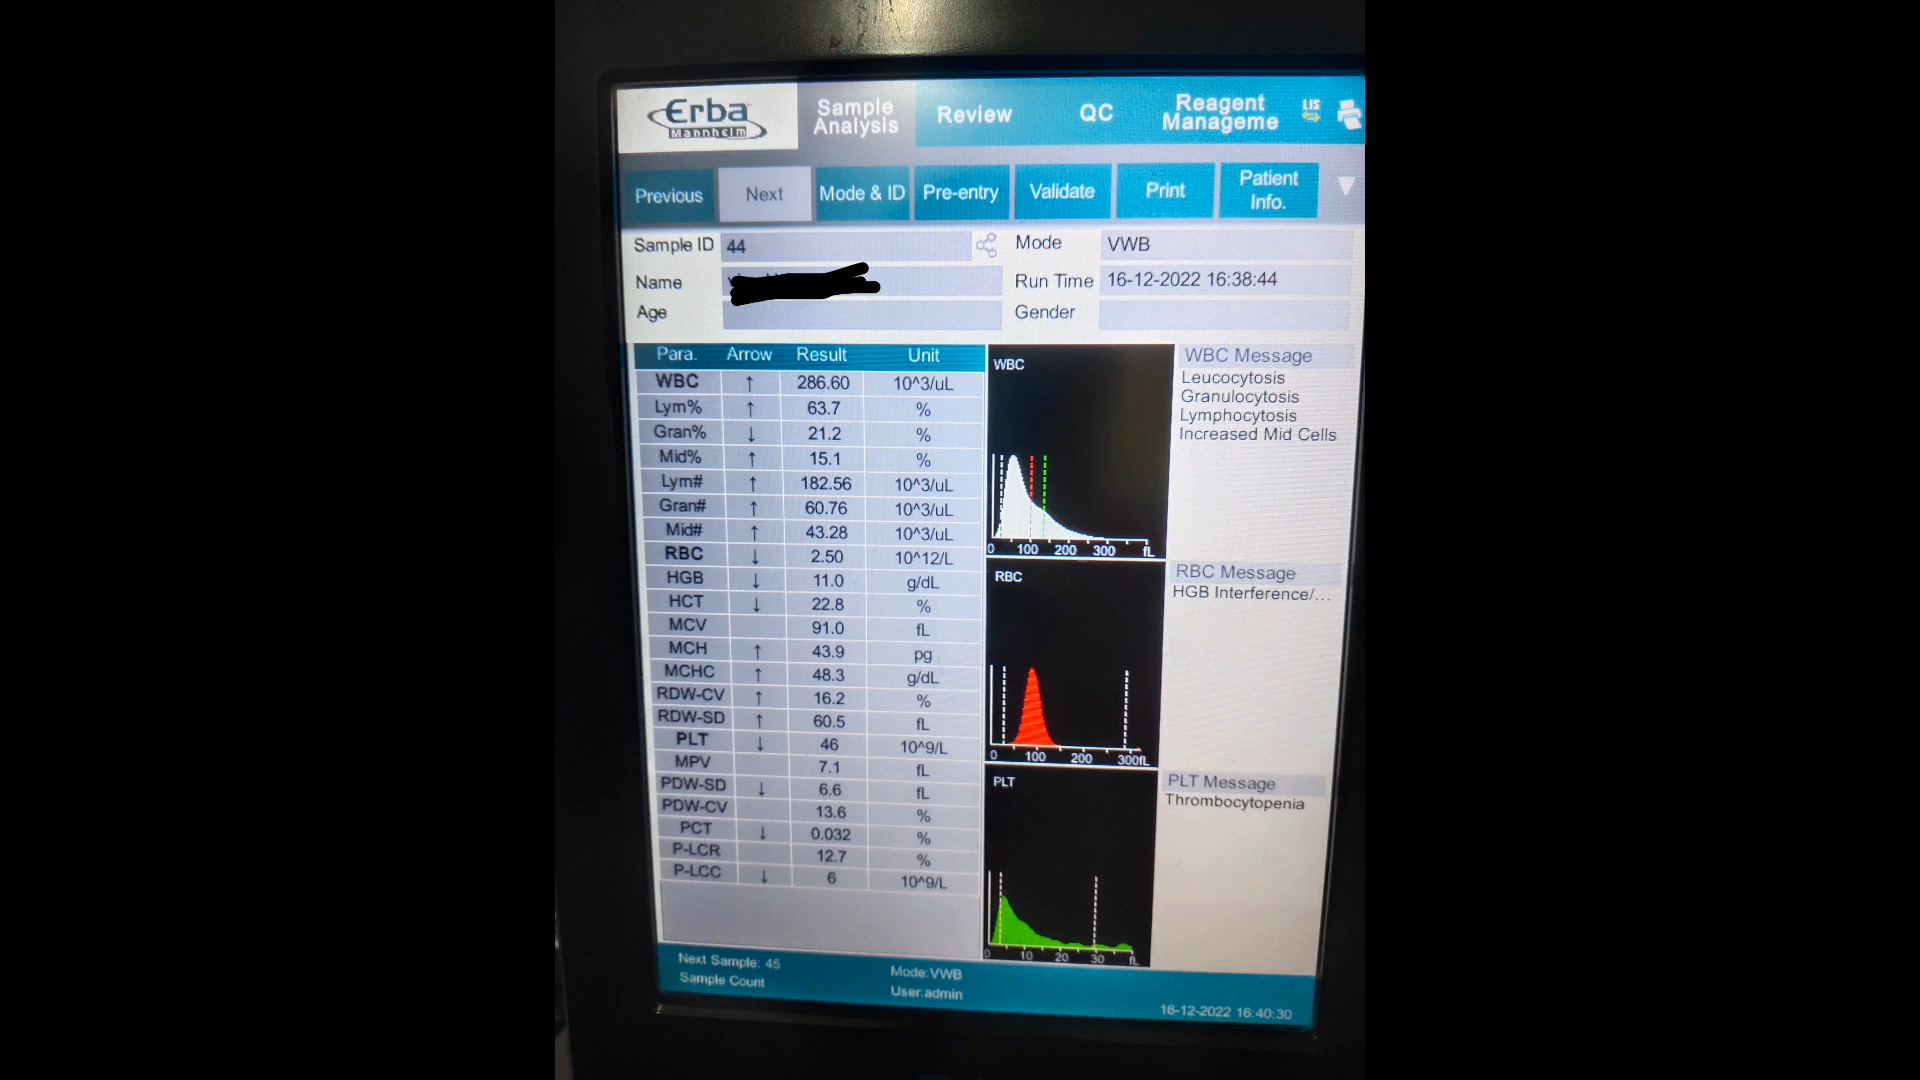 Erba Mannheim
Sample Analysis Review QC Reagent Manageme LIS
Previous Next Mode & ID Pre-entry Validate Print Patient Info.
Sample ID 44 Mode VWB
Name Run Time 16-12-2022 16:38:44
Age Gender
Para. Arrow Result Unit
WBC ↑ 286.60 10^3/uL
Lym% ↑ 63.7 %
Gran% ↓ 21.2 %
Mid% ↑ 15.1 %
Lym# ↑ 182.56 10^3/uL
Gran# ↑ 60.76 10^3/uL
Mid# ↑ 43.28 10^3/uL
RBC ↓ 2.50 10^12/L
HGB ↓ 11.0 g/dL
HCT ↓ 22.8 %
MCV 91.0 fL
MCH ↑ 43.9 pg
MCHC ↑ 48.3 g/dL
RDW-CV ↑ 16.2 %
RDW-SD ↑ 60.5 fL
PLT ↓ 46 10^9/L
MPV 7.1 fL
PDW-SD ↓ 6.6 fL
PDW-CV 13.6 %
PCT ↓ 0.032 %
P-LCR 12.7 %
P-LCC ↓ 6 10^9/L
WBC
0 100 200 300 fL
WBC Message
Leucocytosis
Granulocytosis
Lymphocytosis
Increased Mid Cells
RBC
0 100 200 300fL
RBC Message
HGB Interference/...
PLT
0 10 20 30 fL
PLT Message
Thrombocytopenia
Next Sample: 45 Mode:VWB
Sample Count User:admin
16-12-2022 16:40:30